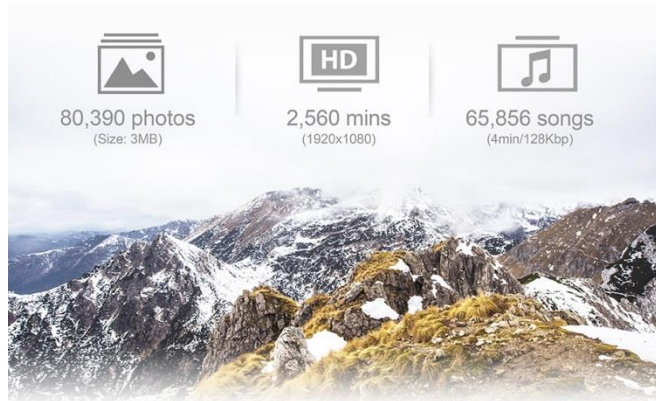 HD
80,390 photos
(Size: 3MB)
2,560 mins
(1920x1080)
65,856 songs
(4min/128Kbp)